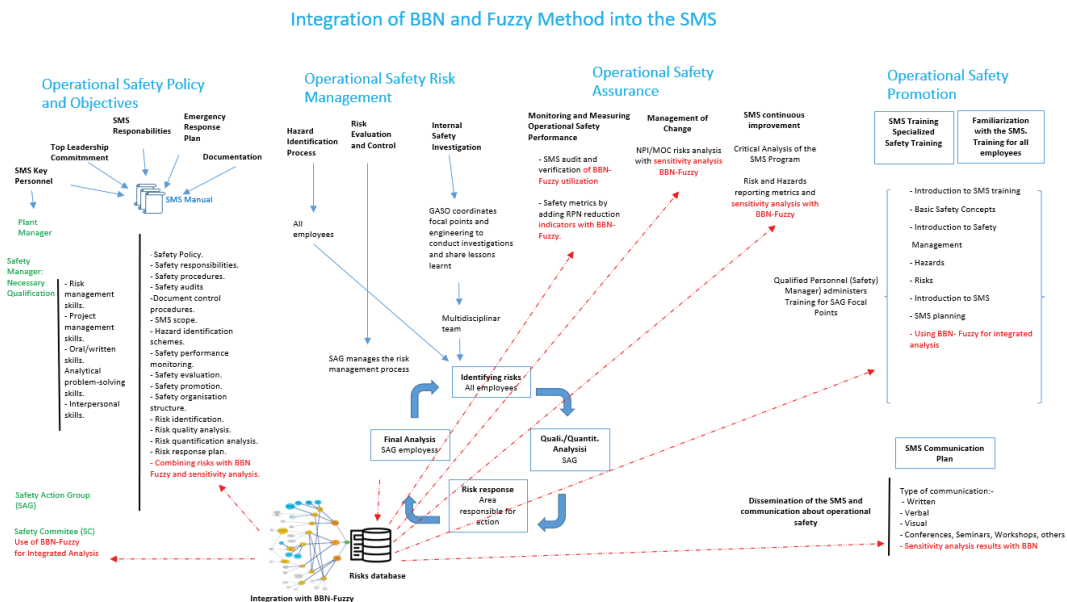 Integration of BBN and Fuzzy Method into the SMS
Operational Safety Policy
and Objectives
SMS
Responabilities
Emergency
Response
Plan
Top Leadership
Commitmment
Documentation
SMS Key
Personnel
SMS Manual
Plant
Manager
Safety
Manager:
Necessary
Qualification
- Risk
management
skills.
- Project
management
skills.
- Oral/written
skills.
Analytical
problem-solving
skills.
- Interpersonal
skills.
- Safety Policy.
- Safety responsibilities.
- Safety procedures.
- Safety audits
-Document control
procedures.
- SMS scope.
- Hazard identification
schemes.
- Safety performance
monitoring.
- Safety evaluation.
- Safety promotion.
- Safety organisation
structure.
- Risk identification.
- Risk quality analysis.
- Risk quantification analysis.
- Risk response plan.
- Combining risks with BBN
Fuzzy and sensitivity analysis.
Safety Action Group
(SAG)
Safety Commitee (SC)
Use of BBN-Fuzzy
for Integrated Analysis
Operational Safety Risk
Management
Hazard
Identification
Process
Risk
Evaluation
and Control
Internal
Safety
Investigation
All
employees
GASO coordinates
focal points and
engineering to
conduct investigations
and share lessons
learnt
Multidisciplinar
team
SAG manages the risk
management process
Identifying risks
All employees
Final Analysis
SAG employess
Quali./Quantit.
Analysisi
SAG
Risk response
Area
responsible for
action
Risks database
Integration with BBN-Fuzzy
Operational Safety
Assurance
Monitoring and Measuring
Operational Safety
Performance
- SMS audit and
verification of BBN-
Fuzzy utilization
- Safety metrics by
adding RPN reduction
indicators with BBN-
Fuzzy.
Management
of Change
NPI/MOC risks analysis
with sensitivity analysis
BBN-Fuzzy
SMS continuous
improvement
Critical Analysis of
the SMS Program
Risk and Hazards
reporting metrics and
sensitivity analysis with
BBN-Fuzzy
Operational Safety
Promotion
SMS Training
Specialized
Safety Training
Familiarization
with the SMS.
Training for all
employees
Qualified Personnel (Safety)
Manager) administers
Training for SAG Focal
Points
- Introduction to SMS training
- Basic Safety Concepts
- Introduction to Safety
Management
- Hazards
- Risks
- Introduction to SMS
- SMS planning
- Using BBN- Fuzzy for integrated
analysis
SMS Communication
Plan
Dissemination of the SMS and
communication about operational
safety
Type of communication:-
- Written
- Verbal
- Visual
- Conferences, Seminars, Workshops, others
- Sensitivity analysis results with BBN